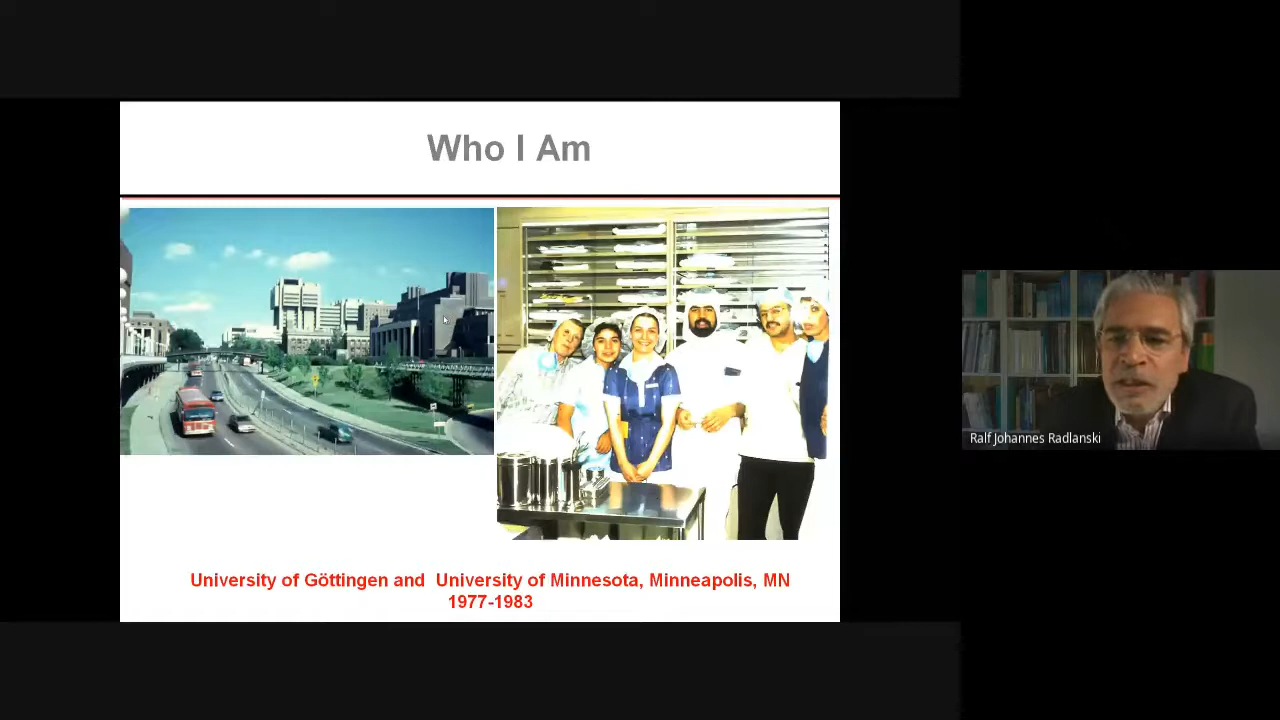 Who I Am
University of Göttingen and University of Minnesota, Minneapolis, MN
1977-1983
Ralf Johannes Radlanski